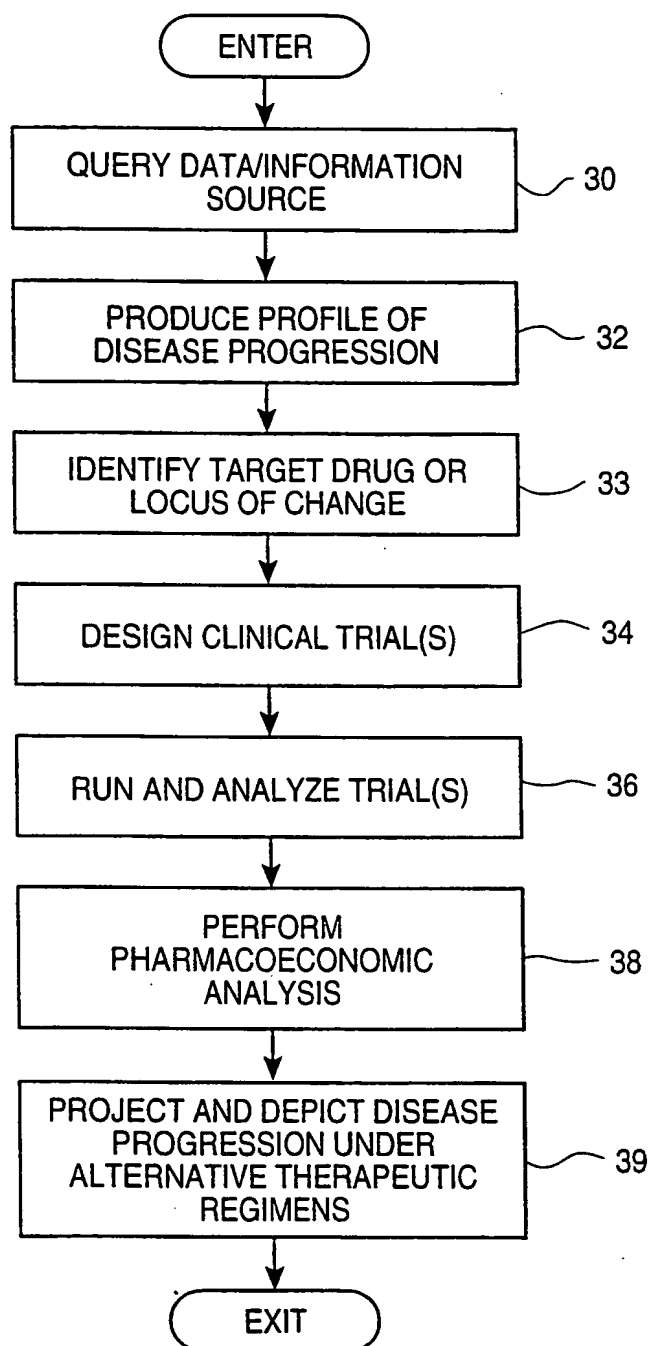 ENTER
QUERY DATA/INFORMATION
SOURCE
30
PRODUCE PROFILE OF
DISEASE PROGRESSION
32
IDENTIFY TARGET DRUG OR
LOCUS OF CHANGE
33
DESIGN CLINICAL TRIAL(S)
34
RUN AND ANALYZE TRIAL(S)
36
PERFORM
PHARMACOECONOMIC
ANALYSIS
38
PROJECT AND DEPICT DISEASE
PROGRESSION UNDER
ALTERNATIVE THERAPEUTIC
REGIMENS
39
EXIT